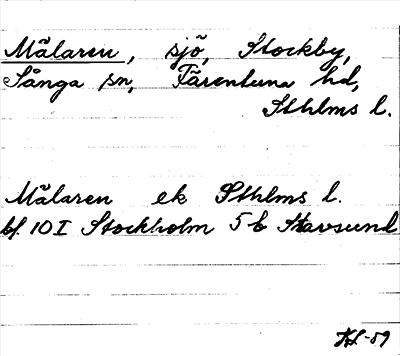 Mälaren, sjö, Stockby,
Sånga sn, Färentuna hd,
Sthlms l.
Mälaren ek Sthlms l.
bl. 10 I Stockholm 5 b Stavsund